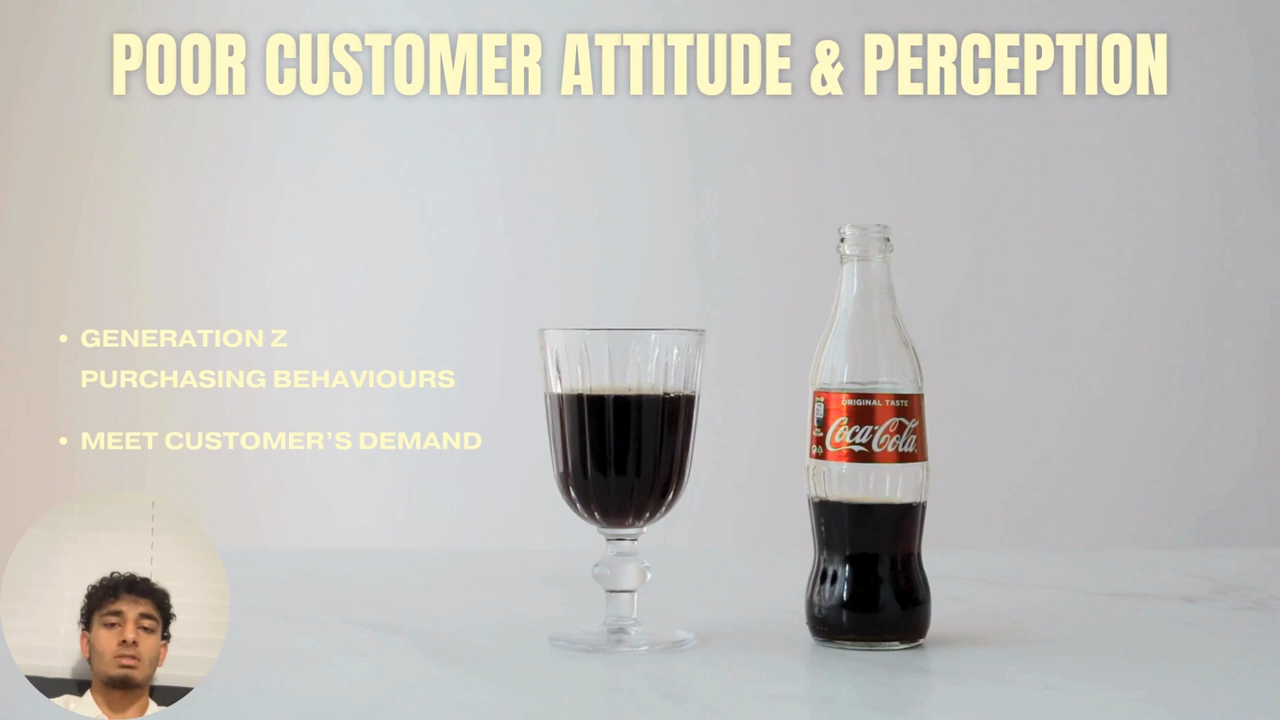 POOR CUSTOMER ATTITUDE & PERCEPTION
• GENERATION Z
PURCHASING BEHAVIOURS
• MEET CUSTOMER'S DEMAND
ORIGINAL TASTE
Coca-Cola